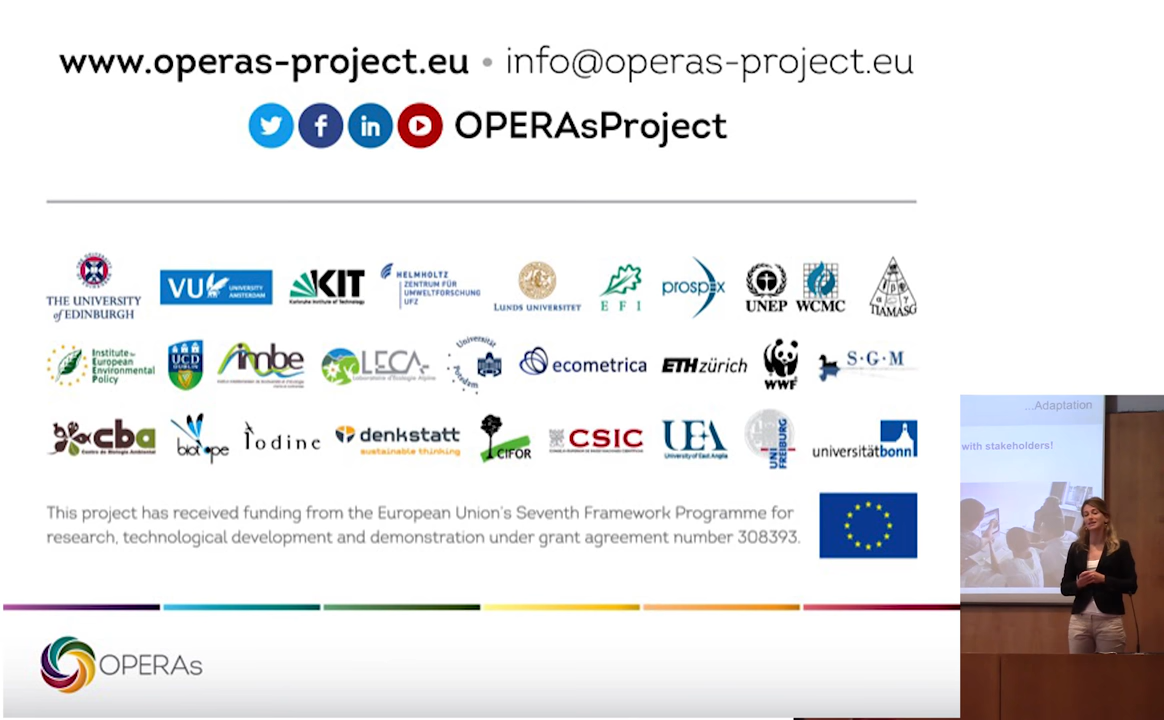 www.operas-project.eu • info@operas-project.eu
OPERAsProject
THE UNIVERSITY
of EDINBURGH
VU UNIVERSITY
AMSTERDAM
KIT
Karlsruhe Institute of Technology
HELMHOLTZ
ZENTRUM FÜR
UMWELTFORSCHUNG
UFZ
LUNDS UNIVERSITET
EFI
prospex
UNEP WCMC
TIAMASG
Institute for
European
Environmental
Policy
UCD
DUBLIN
imbe
LECA
Laboratoire d'Ecologie Alpine
Universität
Potsdam
ecometrica
ETH zürich
WWF
S·G·M
cba
Centro de Biologia Ambiental
biotope
Iodine
denkstatt
sustainable thinking
CIFOR
CSIC
UEA
University of East Anglia
UNI
FREIBURG
universitätbonn
This project has received funding from the European Union's Seventh Framework Programme for
research, technological development and demonstration under grant agreement number 308393.
OPERAs
...Adaptation
with stakeholders!